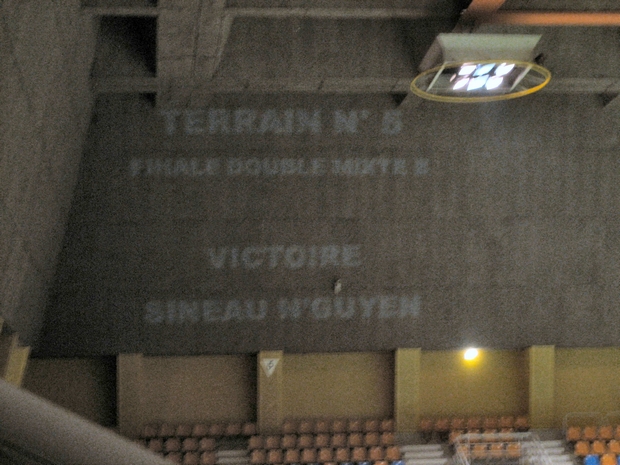 TERRAIN N° 5
FINALE DOUBLE MIXTE B
VICTOIRE
SINEAU N'GUYEN